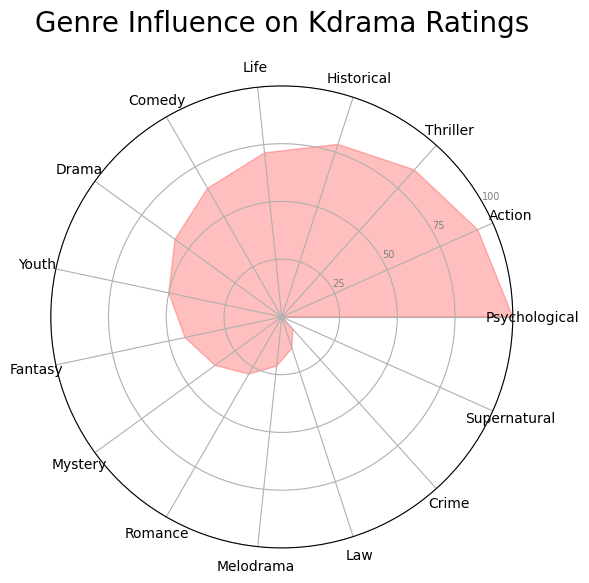 Genre Influence on Kdrama Ratings
Life
Historical
Comedy
Thriller
Drama
100
Action
75
Youth
50
25
Psychological
Fantasy
Supernatural
Mystery
Crime
Romance
Law
Melodrama